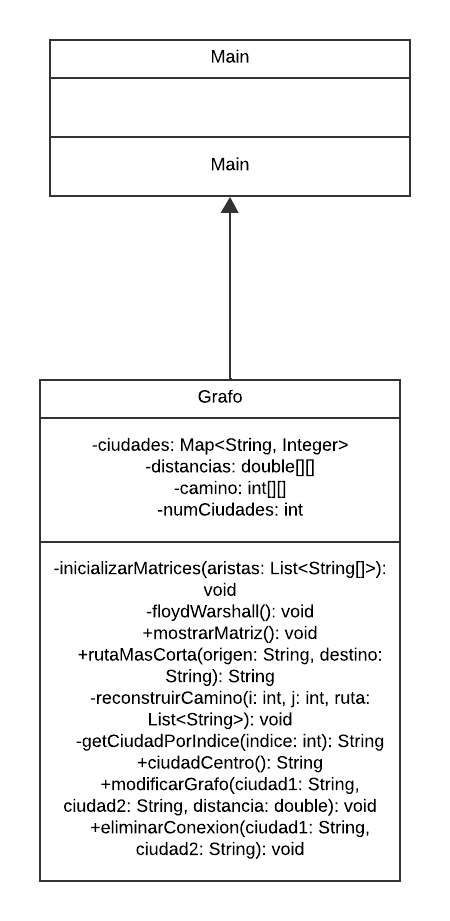 Main
Main
Grafo
-ciudades: Map<String, Integer>
-distancias: double[][]
-camino: int[][]
-numCiudades: int
-inicializarMatrices(aristas: List<String[]>):
void
-floydWarshall(): void
+mostrarMatriz(): void
+rutaMasCorta(origen: String, destino:
String): String
-reconstruirCamino(i: int, j: int, ruta:
List<String>): void
-getCiudadPorIndice(indice: int): String
+ciudadCentro(): String
+modificarGrafo(ciudad1: String,
ciudad2: String, distancia: double): void
+eliminarConexion(ciudad1: String,
ciudad2: String): void